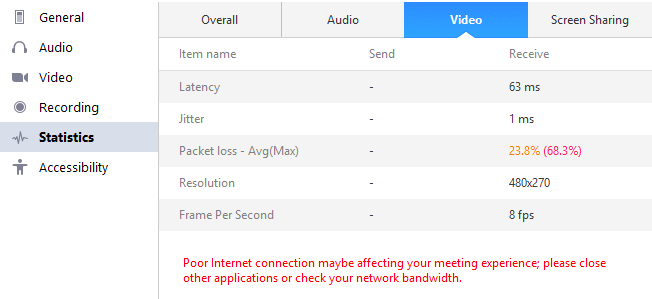 General
Audio
Video
Recording
Statistics
Accessibility
Overall Audio Video Screen Sharing
Item name Send Receive
Latency - 63 ms
Jitter - 1 ms
Packet loss - Avg(Max) - 23.8% (68.3%)
Resolution - 480x270
Frame Per Second - 8 fps
Poor Internet connection maybe affecting your meeting experience; please close
other applications or check your network bandwidth.